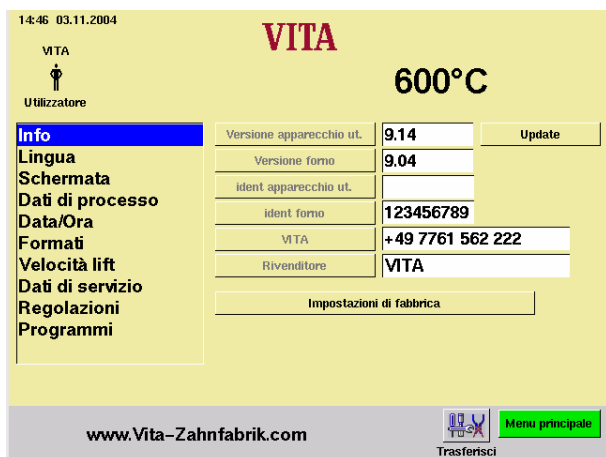 14:46 03.11.2004
VITA
VITA
600°C
Utilizzatore
Info
Lingua
Schermata
Dati di processo
Data/Ora
Formati
Velocità lift
Dati di servizio
Regolazioni
Programmi
Versione apparecchio ut. 9.14 Update
Versione forno 9.04
ident apparecchio ut.
ident forno 123456789
VITA +49 7761 562 222
Rivenditore VITA
Impostazioni di fabbrica
www.Vita-Zahnfabrik.com
Trasferisci
Menu principale